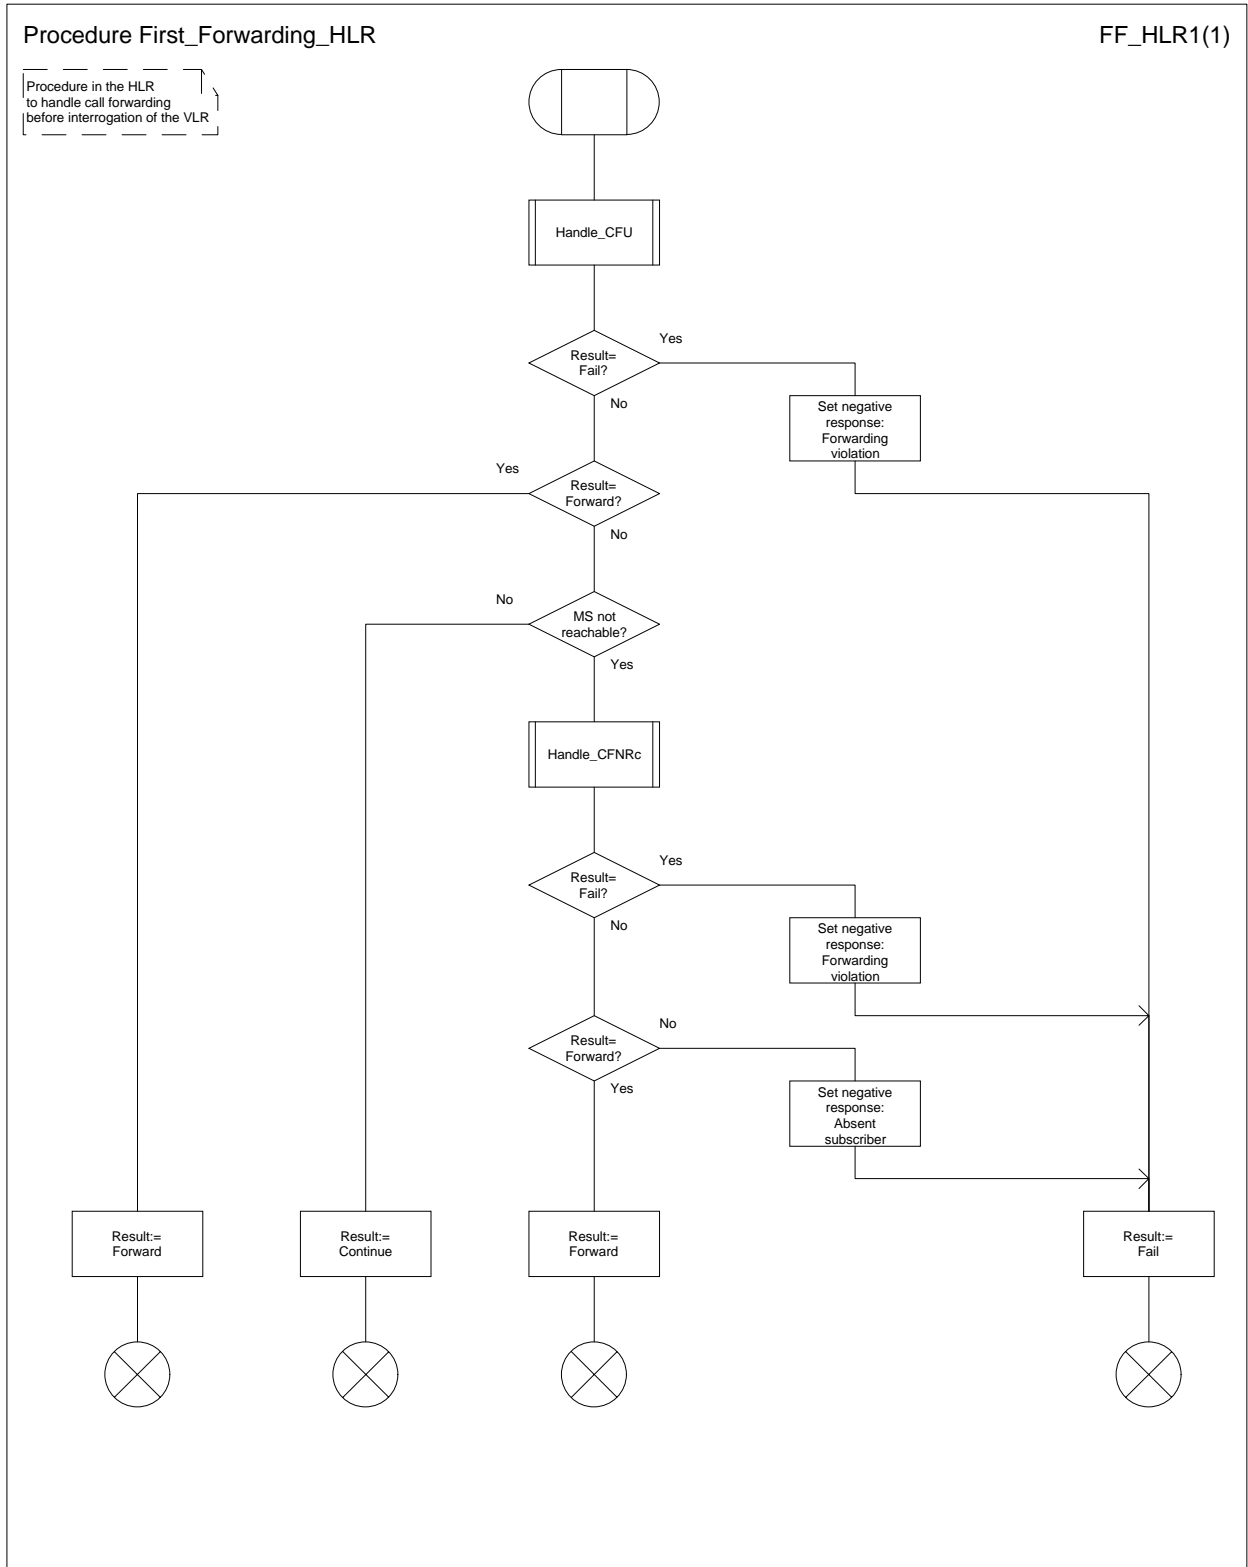 Procedure First_Forwarding_HLR
FF_HLR1(1)
Procedure in the HLR
to handle call forwarding
before interrogation of the VLR
Handle_CFU
Result=
Fail?
Yes
No
Set negative
response:
Forwarding
violation
Result=
Forward?
Yes
No
MS not
reachable?
No
Yes
Handle_CFNRc
Result=
Fail?
Yes
No
Set negative
response:
Forwarding
violation
Result=
Forward?
No
Yes
Set negative
response:
Absent
subscriber
Result:=
Forward
Result:=
Continue
Result:=
Forward
Result:=
Fail